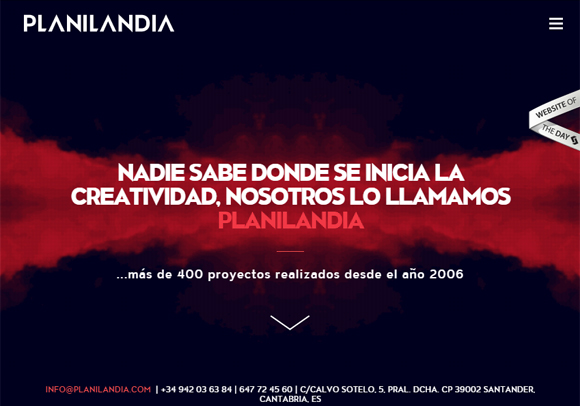 PLANILANDIA
WEBSITE OF
THE DAY
NADIE SABE DONDE SE INICIA LA
CREATIVIDAD, NOSOTROS LO LLAMAMOS
PLANILANDIA
...más de 400 proyectos realizados desde el año 2006
INFO@PLANILANDIA.COM | +34 942 03 63 84 | 647 72 45 60 | C/CALVO SOTELO, 5, PRAL. DCHA. CP 39002 SANTANDER,
CANTABRIA, ES